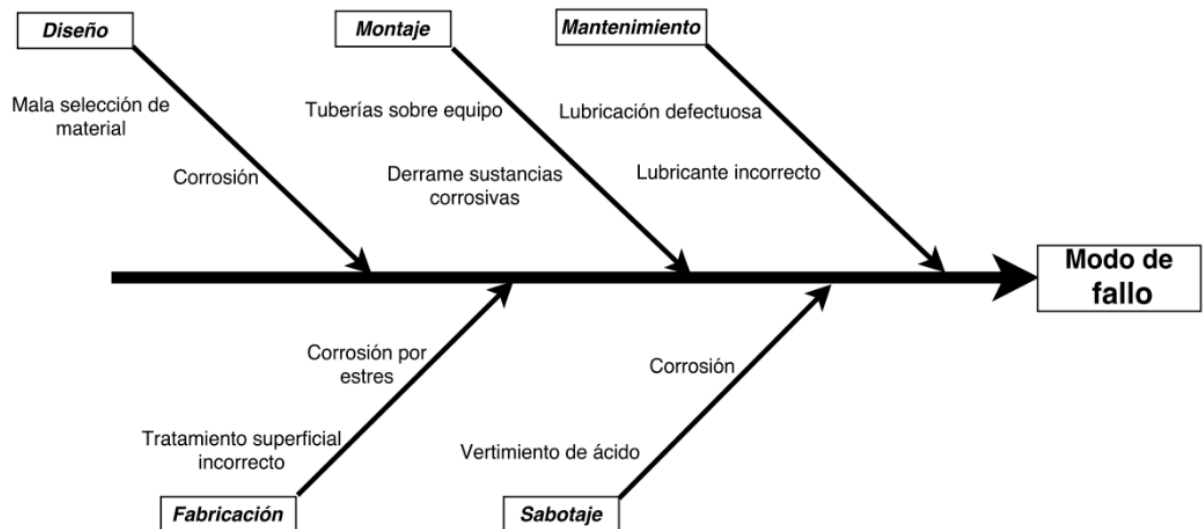 Diseño
Montaje
Mantenimiento
Mala selección de
material
Corrosión
Tuberías sobre equipo
Derrame sustancias
corrosivas
Lubricación defectuosa
Lubricante incorrecto
Modo de
fallo
Corrosión por
estres
Tratamiento superficial
incorrecto
Corrosión
Vertimiento de ácido
Fabricación
Sabotaje